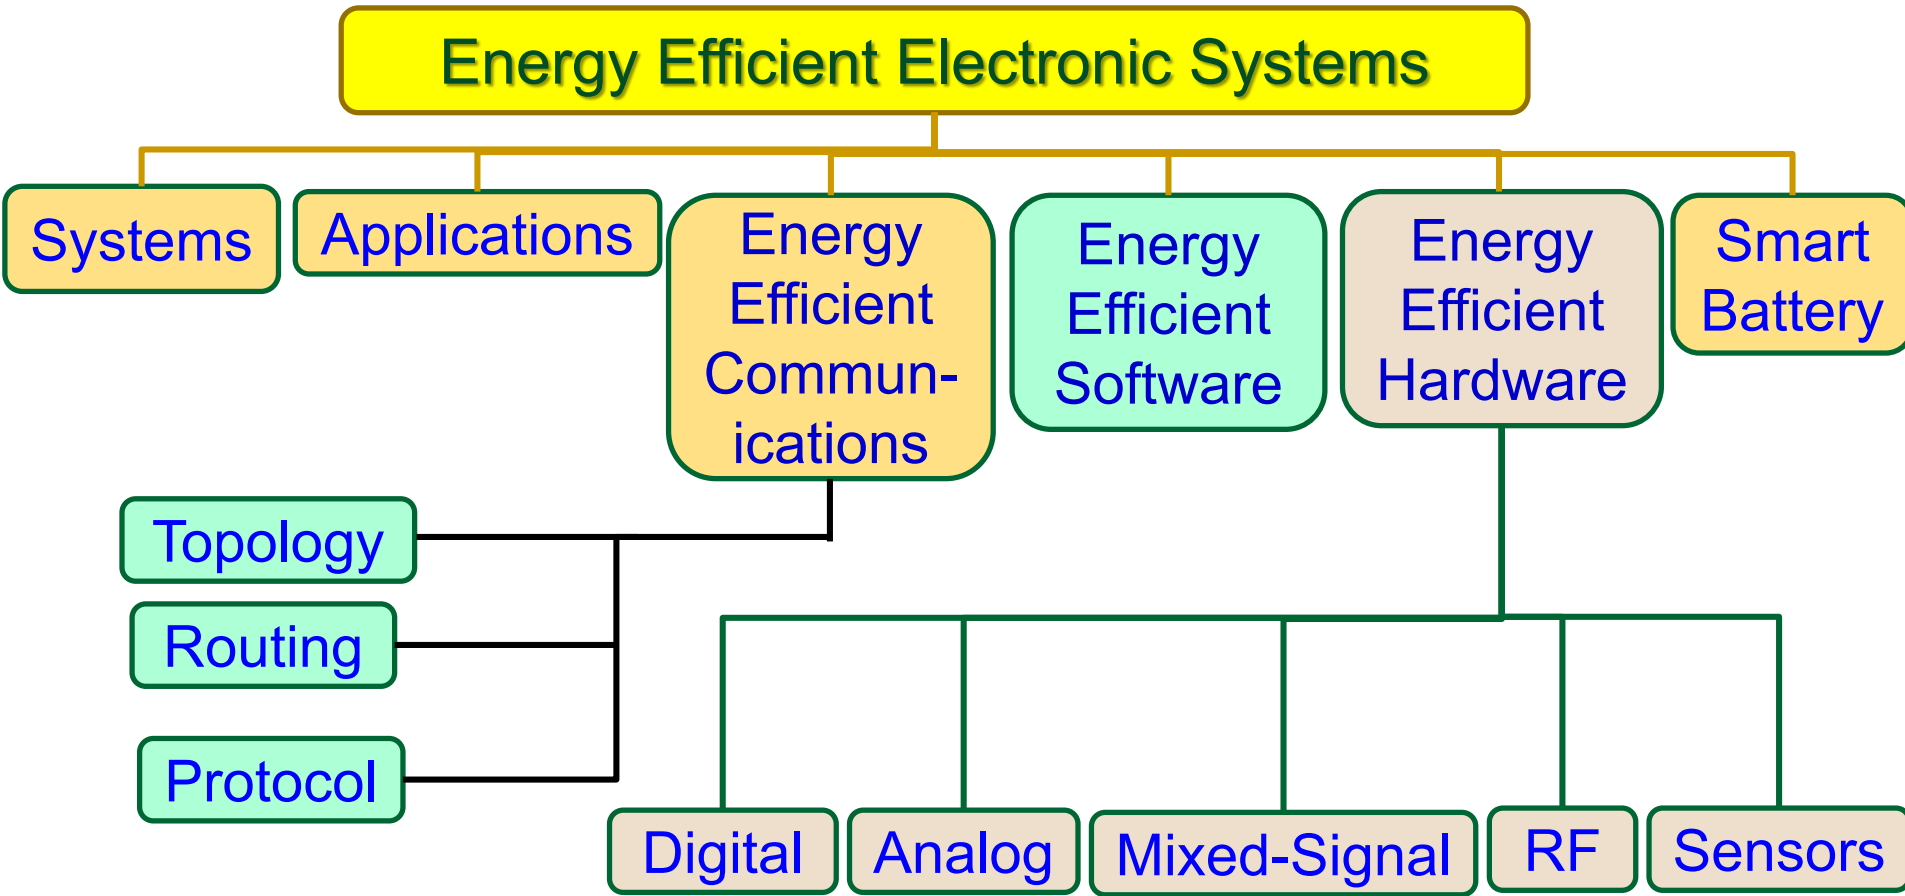 Energy Efficient Electronic Systems
Systems
Applications
Energy
Efficient
Commun-
ications
Energy
Efficient
Software
Energy
Efficient
Hardware
Smart
Battery
Topology
Routing
Protocol
Digital
Analog
Mixed-Signal
RF
Sensors